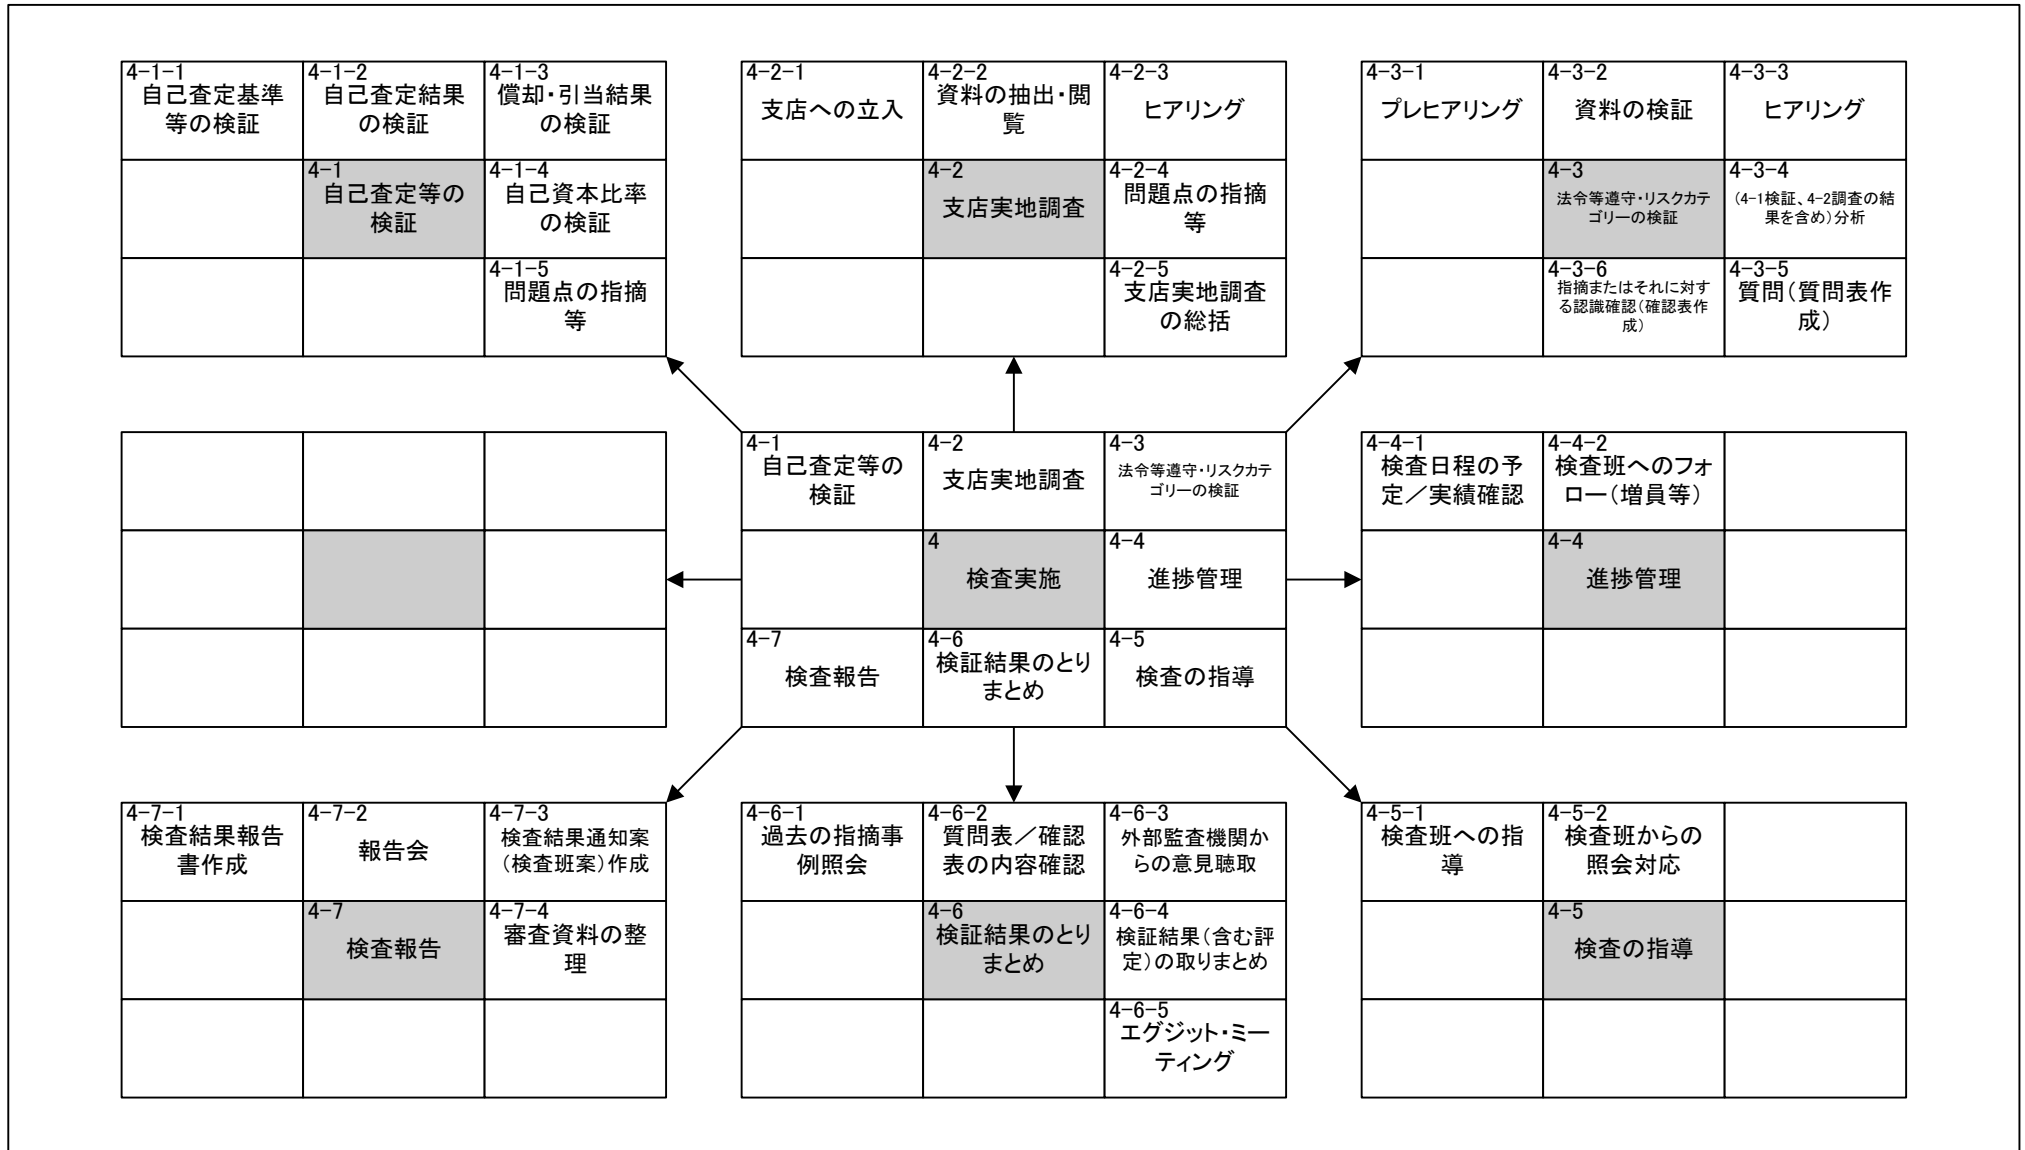 4-1-1
自己査定基準
等の検証
4-1-2
自己査定結果
の検証
4-1-3
償却・引当結果
の検証
4-1
自己査定等の
検証
4-1-4
自己資本比率
の検証
4-1-5
問題点の指摘
等
4-2-1
支店への立入
4-2-2
資料の抽出・閲
覧
4-2-3
ヒアリング
4-2
支店実地調査
4-2-4
問題点の指摘
等
4-2-5
支店実地調査
の総括
4-3-1
プレヒアリング
4-3-2
資料の検証
4-3-3
ヒアリング
4-3
法令等遵守・リスクカテ
ゴリーの検証
4-3-4
(4-1検証、4-2調査の結
果を含め)分析
4-3-6
指摘またはそれに対す
る認識確認(確認表作
成)
4-3-5
質問(質問表作
成)
4-1
自己査定等の
検証
4-2
支店実地調査
4-3
法令等遵守・リスクカテ
ゴリーの検証
4
検査実施
4-4
進捗管理
4-7
検査報告
4-6
検証結果のとり
まとめ
4-5
検査の指導
4-4-1
検査日程の予
定/実績確認
4-4-2
検査班へのフォ
ロー(増員等)
4-4
進捗管理
4-7-1
検査結果報告
書作成
4-7-2
報告会
4-7-3
検査結果通知案
(検査班案)作成
4-7
検査報告
4-7-4
審査資料の整
理
4-6-1
過去の指摘事
例照会
4-6-2
質問表/確認
表の内容確認
4-6-3
外部監査機関か
らの意見聴取
4-6
検証結果のとり
まとめ
4-6-4
検証結果(含む評
定)の取りまとめ
4-6-5
エグジット・ミー
ティング
4-5-1
検査班への指
導
4-5-2
検査班からの
照会対応
4-5
検査の指導